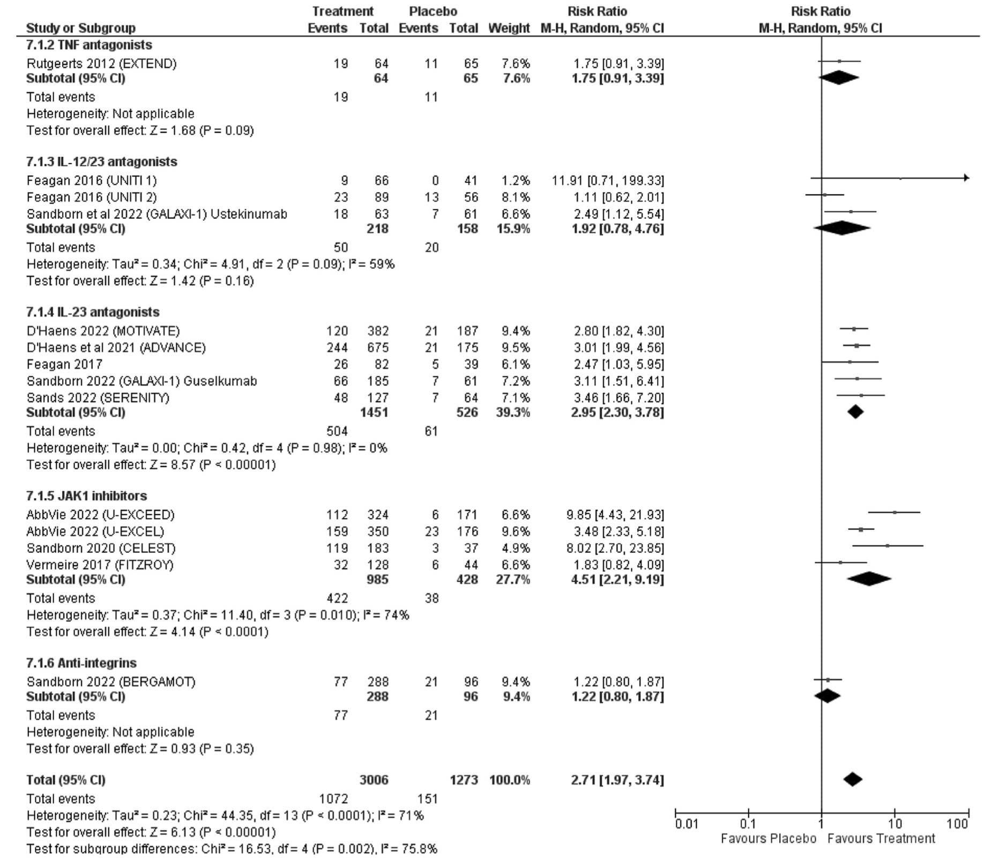 Treatment Placebo Risk Ratio Risk Ratio
Study or Subgroup Events Total Events Total Weight M-H, Random, 95% CI M-H, Random, 95% CI
7.1.2 TNF antagonists
Rutgeerts 2012 (EXTEND) 19 64 11 65 7.6% 1.75 [0.91, 3.39]
Subtotal (95% CI) 64 65 7.6% 1.75 [0.91, 3.39]
Total events 19 11
Heterogeneity: Not applicable
Test for overall effect: Z = 1.68 (P = 0.09)
7.1.3 IL-12/23 antagonists
Feagan 2016 (UNITI 1) 9 66 0 41 1.2% 11.91 [0.71, 199.33]
Feagan 2016 (UNITI 2) 23 89 13 56 8.1% 1.11 [0.62, 2.01]
Sandborn et al 2022 (GALAXI-1) Ustekinumab 18 63 7 61 6.6% 2.49 [1.12, 5.54]
Subtotal (95% CI) 218 158 15.9% 1.92 [0.78, 4.76]
Total events 50 20
Heterogeneity: Tau² = 0.34; Chi² = 4.91, df = 2 (P = 0.09); I² = 59%
Test for overall effect: Z = 1.42 (P = 0.16)
7.1.4 IL-23 antagonists
D'Haens 2022 (MOTIVATE) 120 382 21 187 9.4% 2.80 [1.82, 4.30]
D'Haens et al 2021 (ADVANCE) 244 675 21 175 9.5% 3.01 [1.99, 4.56]
Feagan 2017 26 82 5 39 6.1% 2.47 [1.03, 5.95]
Sandborn 2022 (GALAXI-1) Guselkumab 66 185 7 61 7.2% 3.11 [1.51, 6.41]
Sands 2022 (SERENITY) 48 127 7 64 7.1% 3.46 [1.66, 7.20]
Subtotal (95% CI) 1451 526 39.3% 2.95 [2.30, 3.78]
Total events 504 61
Heterogeneity: Tau² = 0.00; Chi² = 0.42, df = 4 (P = 0.98); I² = 0%
Test for overall effect: Z = 8.57 (P < 0.00001)
7.1.5 JAK1 inhibitors
AbbVie 2022 (U-EXCEED) 112 324 6 171 6.6% 9.85 [4.43, 21.93]
AbbVie 2022 (U-EXCEL) 159 350 23 176 9.6% 3.48 [2.33, 5.18]
Sandborn 2020 (CELEST) 119 183 3 37 4.9% 8.02 [2.70, 23.85]
Vermeire 2017 (FITZROY) 32 128 6 44 6.6% 1.83 [0.82, 4.09]
Subtotal (95% CI) 985 428 27.7% 4.51 [2.21, 9.19]
Total events 422 38
Heterogeneity: Tau² = 0.37; Chi² = 11.40, df = 3 (P = 0.010); I² = 74%
Test for overall effect: Z = 4.14 (P < 0.0001)
7.1.6 Anti-integrins
Sandborn 2022 (BERGAMOT) 77 288 21 96 9.4% 1.22 [0.80, 1.87]
Subtotal (95% CI) 288 96 9.4% 1.22 [0.80, 1.87]
Total events 77 21
Heterogeneity: Not applicable
Test for overall effect: Z = 0.93 (P = 0.35)
Total (95% CI) 3006 1273 100.0% 2.71 [1.97, 3.74]
Total events 1072 151
Heterogeneity: Tau² = 0.23; Chi² = 44.35, df = 13 (P < 0.0001); I² = 71%
Test for overall effect: Z = 6.13 (P < 0.00001)
Test for subgroup differences: Chi² = 16.53, df = 4 (P = 0.002), I² = 75.8%
0.01 0.1 1 10 100
Favours Placebo Favours Treatment